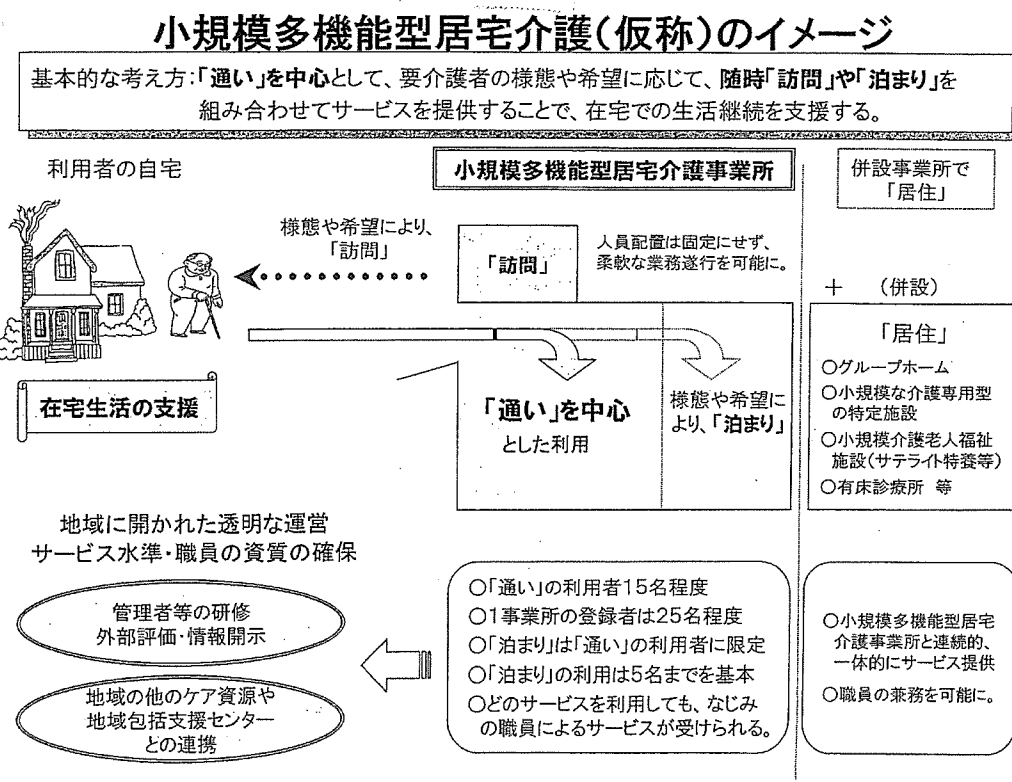 小規模多機能型居宅介護(仮称)のイメージ
基本的な考え方:「通い」を中心として、要介護者の様態や希望に応じて、随時「訪問」や「泊まり」を
組み合わせてサービスを提供することで、在宅での生活継続を支援する。
利用者の自宅
小規模多機能型居宅介護事業所
併設事業所で
「居住」
様態や希望により、
「訪問」
「訪問」
人員配置は固定にせず、
柔軟な業務遂行を可能に。
+ (併設)
在宅生活の支援
「通い」を中心
とした利用
様態や希望に
より、「泊まり」
「居住」
○グループホーム
○小規模な介護専用型
の特定施設
○小規模介護老人福祉
施設(サテライト特養等)
○有床診療所 等
地域に開かれた透明な運営
サービス水準・職員の資質の確保
管理者等の研修
外部評価・情報開示
地域の他のケア資源や
地域包括支援センター
との連携
○「通い」の利用者15名程度
○1事業所の登録者は25名程度
○「泊まり」は「通い」の利用者に限定
○「泊まり」の利用は5名までを基本
○どのサービスを利用しても、なじみ
の職員によるサービスが受けられる。
○小規模多機能型居宅
介護事業所と連続的、
一体的にサービス提供
○職員の兼務を可能に。